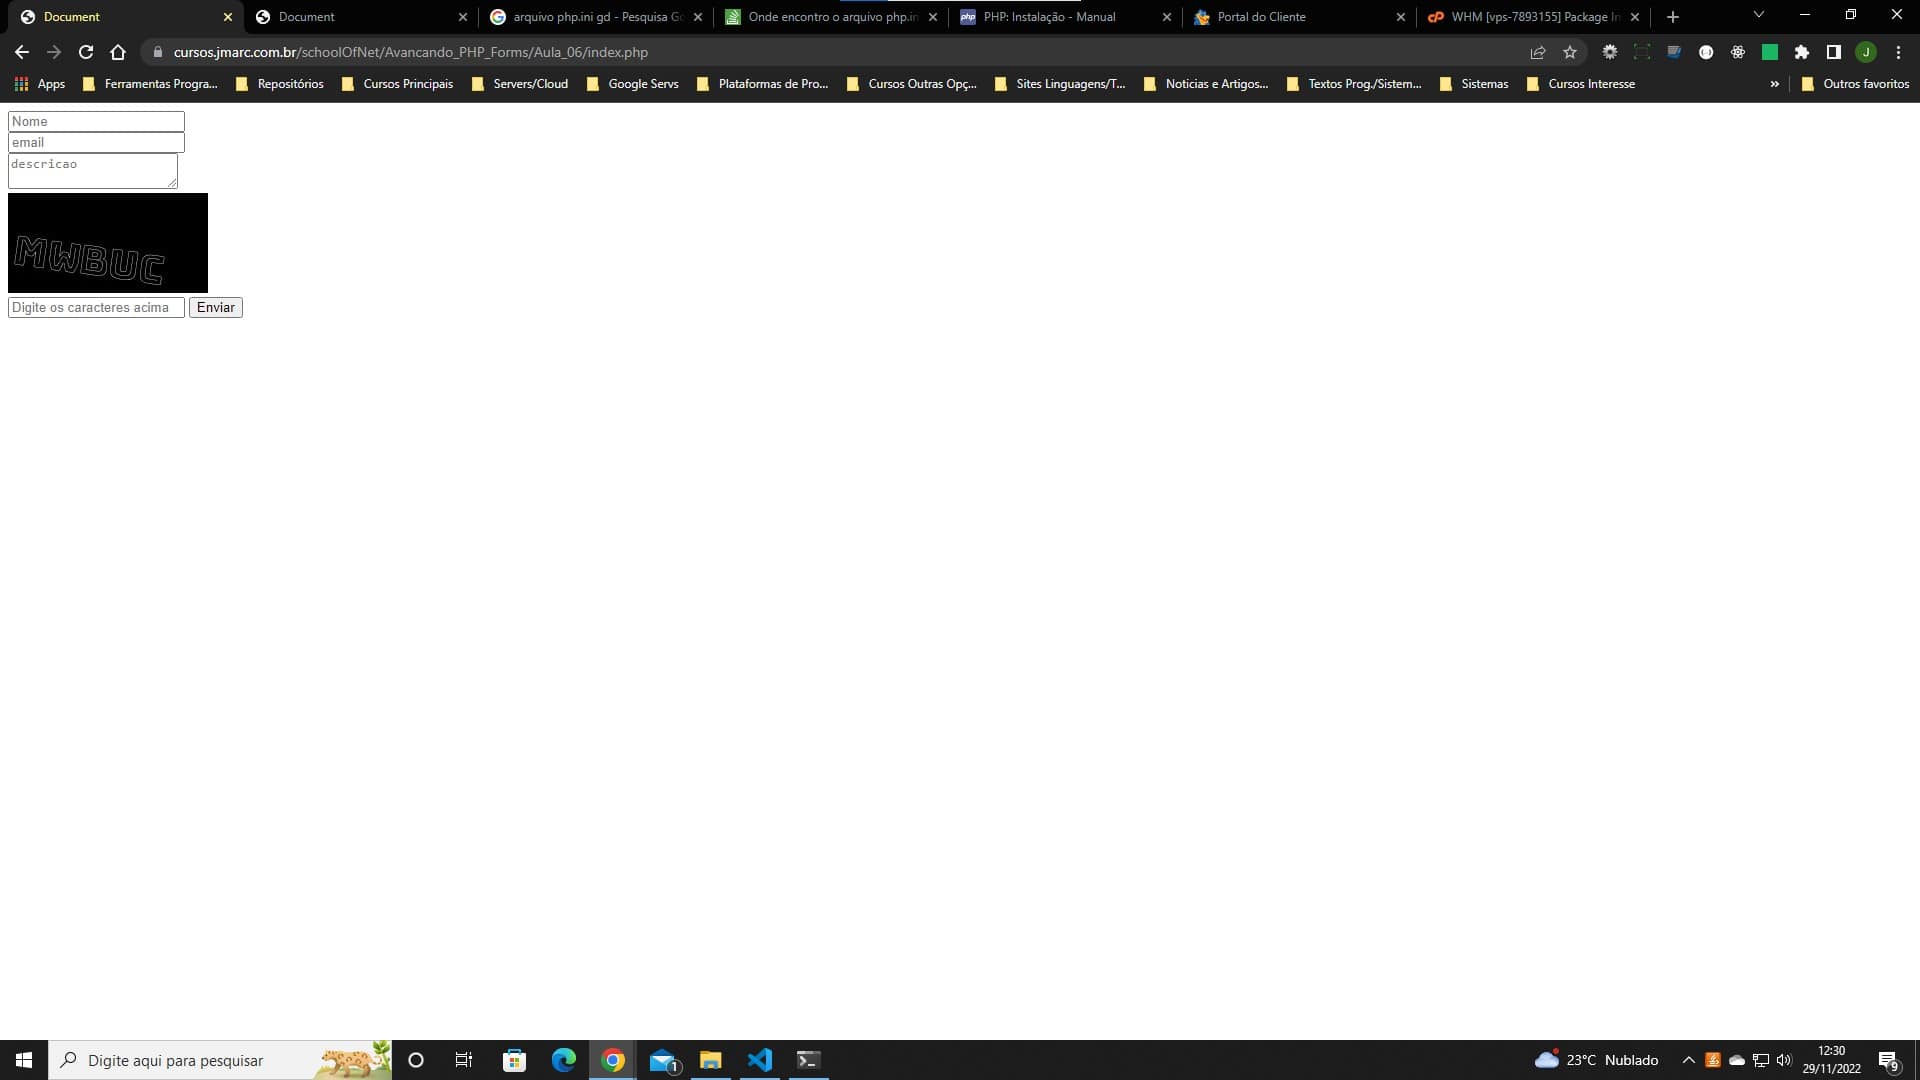 Document
Document
arquivo php.ini gd - Pesquisa Go
Onde encontro o arquivo php.in
php
PHP: Instalação - Manual
Portal do Cliente
cP
WHM [vps-7893155] Package In
cursos.jmarc.com.br/schoolOfNet/Avancando_PHP_Forms/Aula_06/index.php
J
Apps
Ferramentas Progra...
Repositórios
Cursos Principais
Servers/Cloud
Google Servs
Plataformas de Pro...
Cursos Outras Opç...
Sites Linguagens/T...
Noticias e Artigos...
Textos Prog./Sistem...
Sistemas
Cursos Interesse
»
Outros favoritos
Nome
email
descricao
MWBUC
Digite os caracteres acima
Enviar
Digite aqui para pesquisar
1
23°C Nublado
12:30
29/11/2022
9